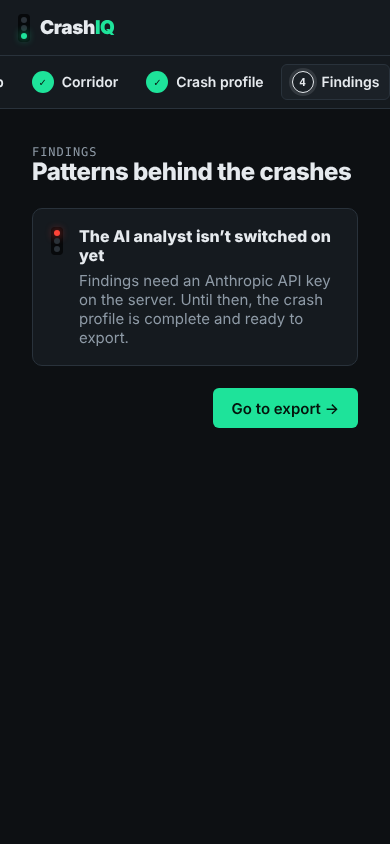 CrashIQ
✓ Corridor ✓ Crash profile 4 Findings
FINDINGS
Patterns behind the crashes
The AI analyst isn’t switched on
yet
Findings need an Anthropic API key
on the server. Until then, the crash
profile is complete and ready to
export.
Go to export →